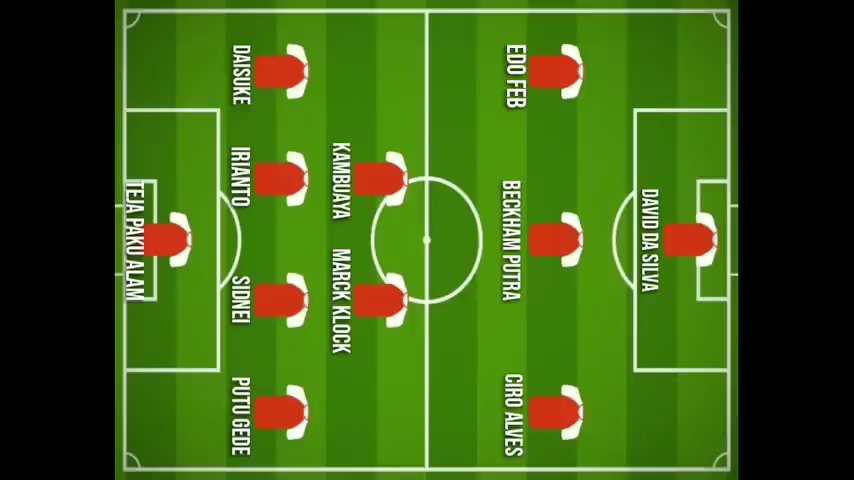 DAVID DA SILVA
CIRO ALVES
BECKHAM PUTRA
EDO FEB
MARCK KLOCK
KAMBUAYA
PUTU GEDE
SIDNEI
IRIANTO
DAISUKE
TEJA PAKU ALAM